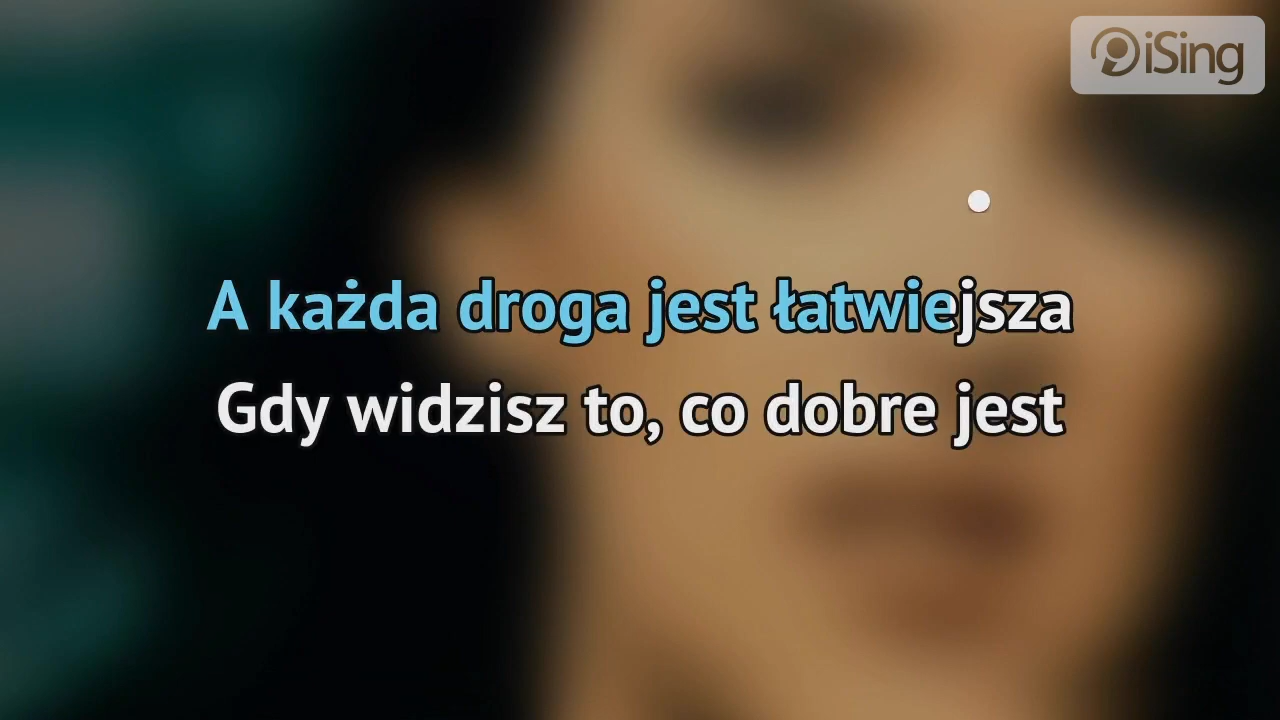 iSing
A każda droga jest łatwiejsza
Gdy widzisz to, co dobre jest